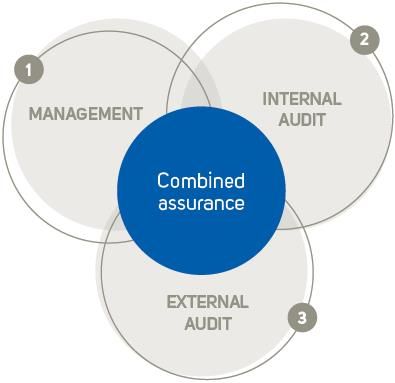 1
MANAGEMENT
2
INTERNAL
AUDIT
Combined
assurance
EXTERNAL
AUDIT
3